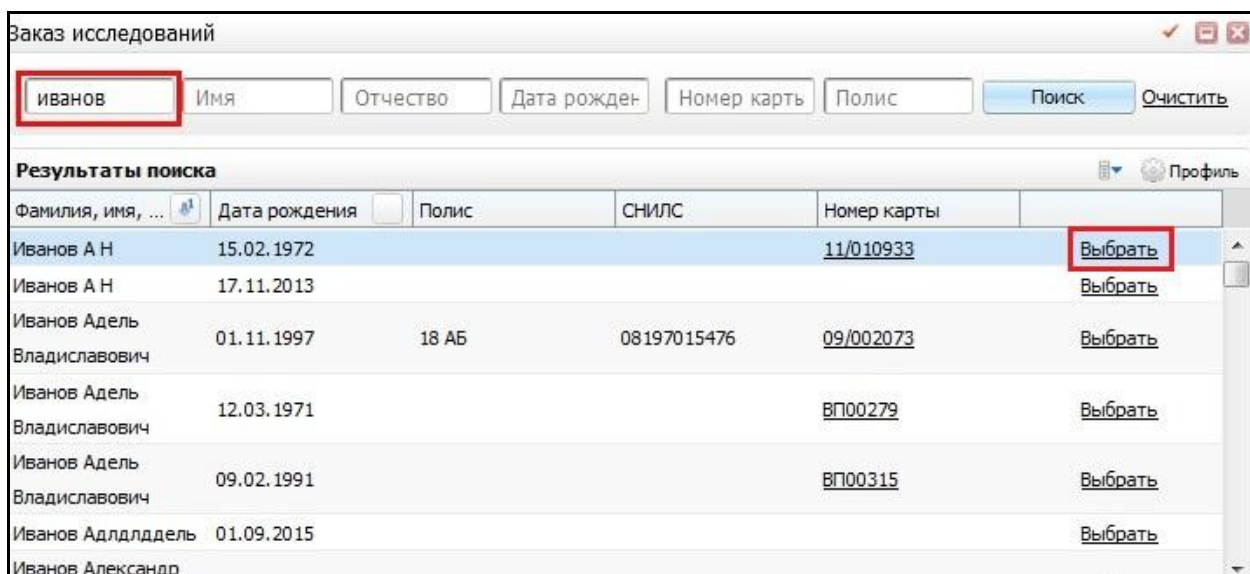 Заказ исследований
иванов Имя Отчество Дата рожден Номер карть Полис Поиск Очистить
Результаты поиска Профиль
Фамилия, имя, ... Дата рождения Полис СНИЛС Номер карты
Иванов А Н 15.02.1972 11/010933 Выбрать
Иванов А Н 17.11.2013 Выбрать
Иванов Адель
Владиславович 01.11.1997 18 АБ 08197015476 09/002073 Выбрать
Иванов Адель
Владиславович 12.03.1971 ВП00279 Выбрать
Иванов Адель
Владиславович 09.02.1991 ВП00315 Выбрать
Иванов Адлдлддель 01.09.2015 Выбрать
Иванов Александр